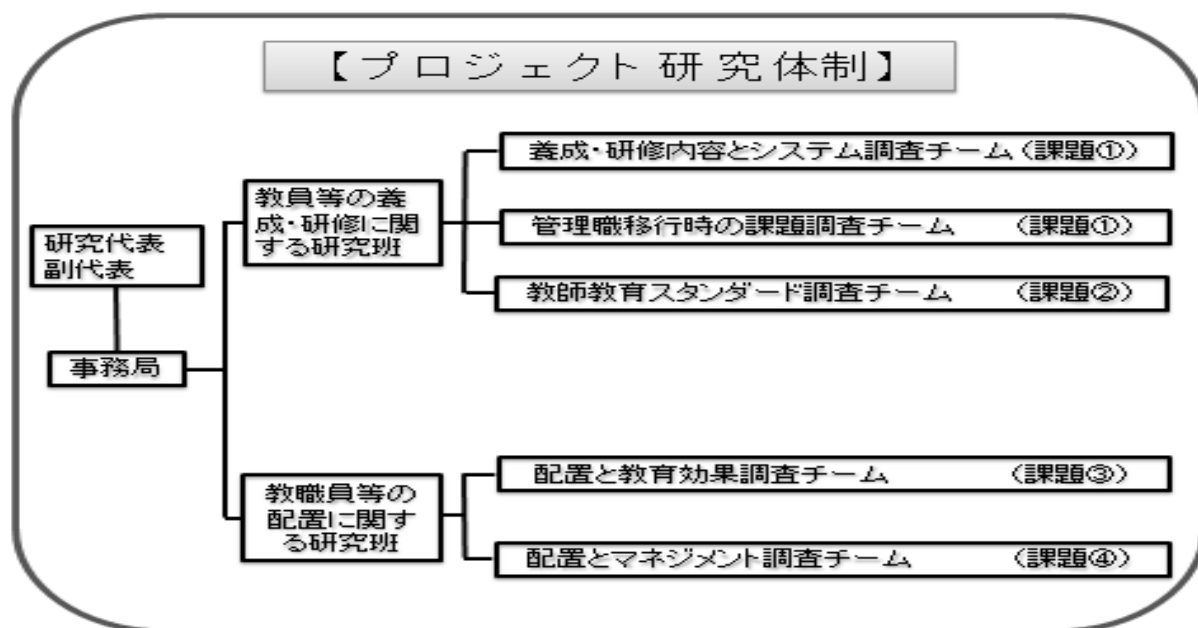 【プロジェクト研究体制】
研究代表
副代表
事務局
教員等の養
成・研修に関
する研究班
養成・研修内容とシステム調査チーム(課題①)
管理職移行時の課題調査チーム (課題①)
教師教育スタンダード調査チーム (課題②)
教職員等の
配置に関す
る研究班
配置と教育効果調査チーム (課題③)
配置とマネジメント調査チーム (課題④)